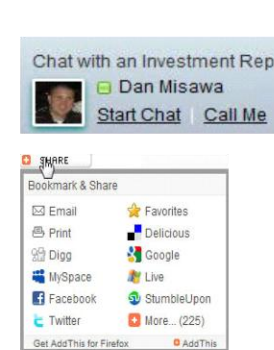 Chat with an Investment Rep
Dan Misawa
Start Chat Call Me
SHARE
Bookmark & Share
Email Favorites
Print Delicious
Digg Google
MySpace Live
Facebook StumbleUpon
Twitter More... (225)
Get AddThis for Firefox AddThis